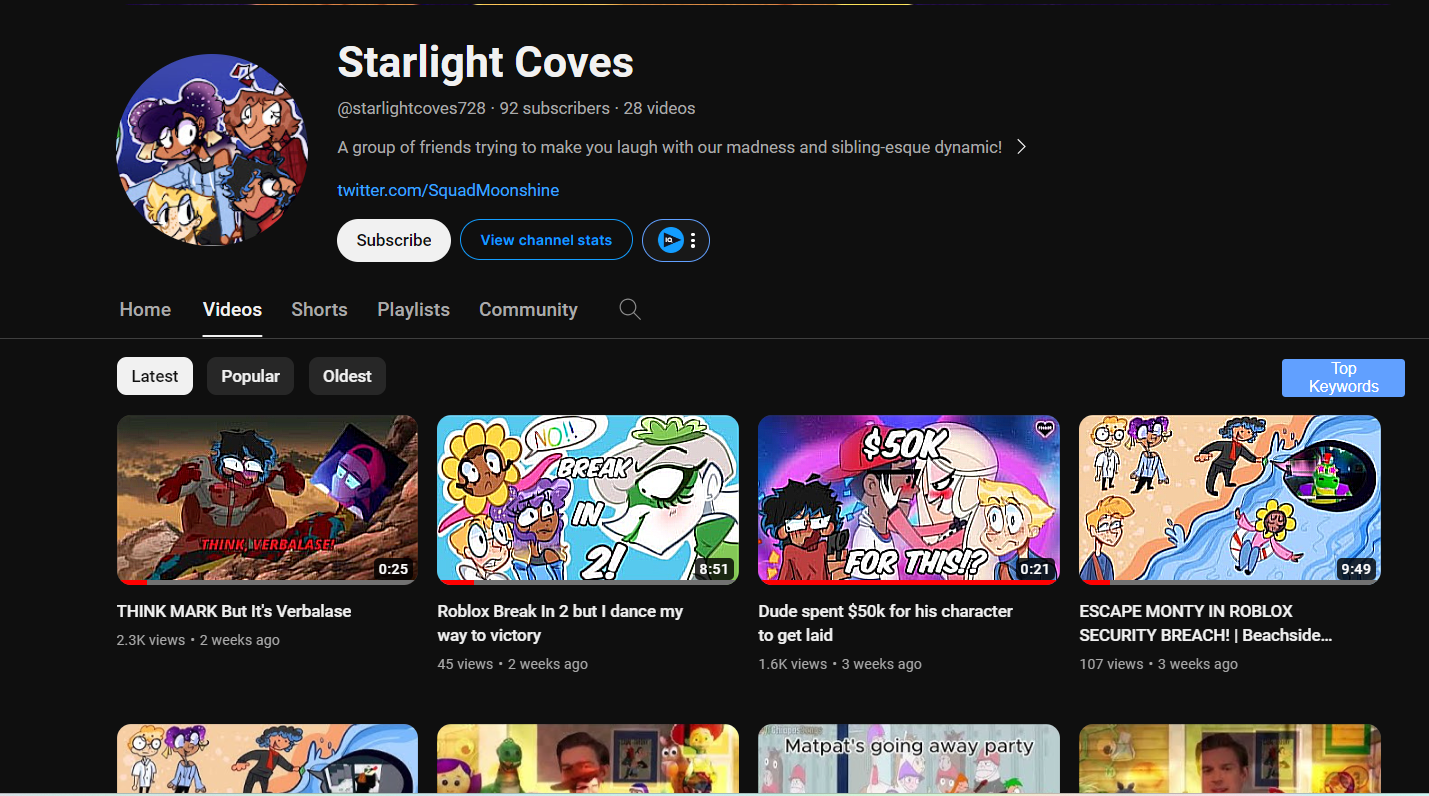 Starlight Coves
@starlightcoves728 · 92 subscribers · 28 videos
A group of friends trying to make you laugh with our madness and sibling-esque dynamic!
twitter.com/SquadMoonshine
Subscribe
View channel stats
IQ
Home
Videos
Shorts
Playlists
Community
Latest
Popular
Oldest
Top
Keywords
THINK, VERBALASE!
0:25
NO!!
BREAK
IN
2!
8:51
$50K
FOR THIS!?
0:21
9:49
THINK MARK But It's Verbalase
2.3K views • 2 weeks ago
Roblox Break In 2 but I dance my
way to victory
45 views • 2 weeks ago
Dude spent $50k for his character
to get laid
1.6K views • 3 weeks ago
ESCAPE MONTY IN ROBLOX
SECURITY BREACH! | Beachside...
107 views • 3 weeks ago
Matpat's going away party